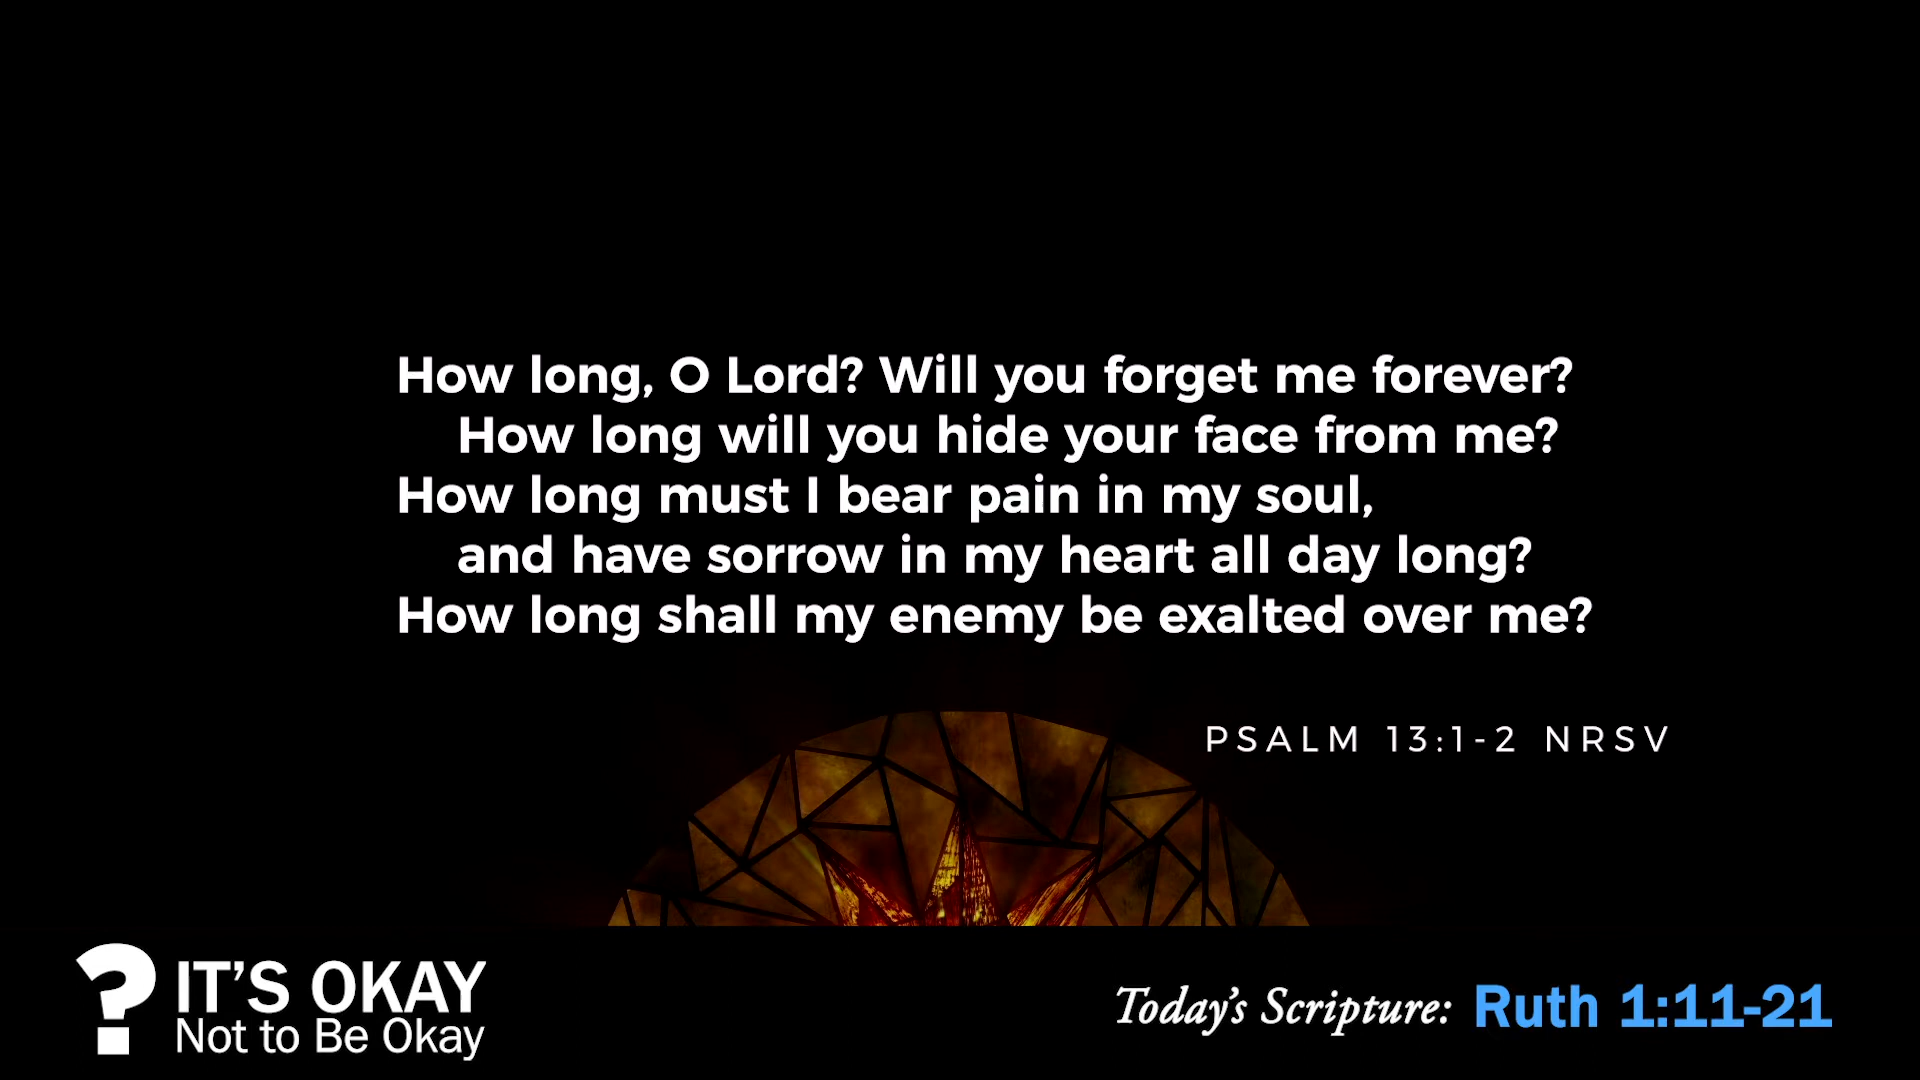 How long, O Lord? Will you forget me forever?
How long will you hide your face from me?
How long must I bear pain in my soul,
and have sorrow in my heart all day long?
How long shall my enemy be exalted over me?
PSALM 13:1-2 NRSV
? IT'S OKAY
Not to Be Okay
Today's Scripture: Ruth 1:11-21